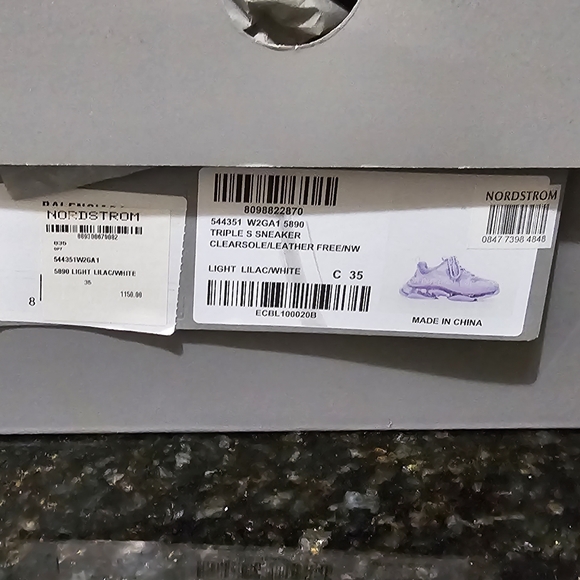 NORDSTROM
544351W2GA1
5890 LIGHT LILAC/WHITE
35
1150.00
8
8098822870
544351 W2GA1 5890
TRIPLE S SNEAKER
CLEARSOLE/LEATHER FREE/NW
LIGHT LILAC/WHITE C 35
ECBL100020B
MADE IN CHINA
NORDSTROM
0847 7398 4848